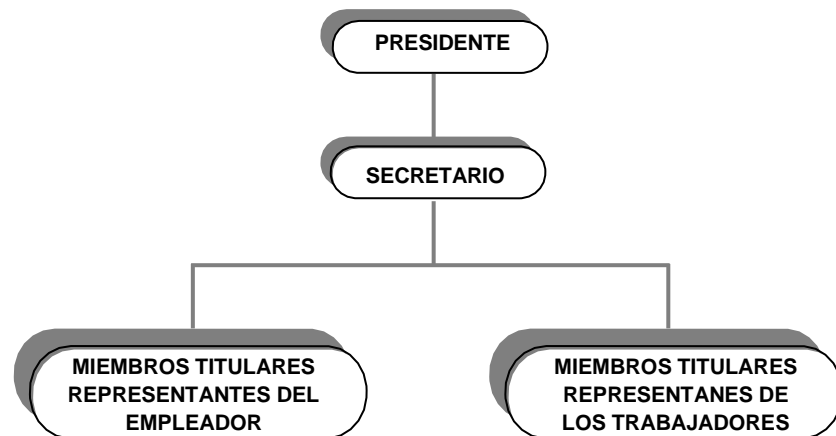 PRESIDENTE
SECRETARIO
MIEMBROS TITULARES
REPRESENTANTES DEL
EMPLEADOR
MIEMBROS TITULARES
REPRESENTANES DE
LOS TRABAJADORES